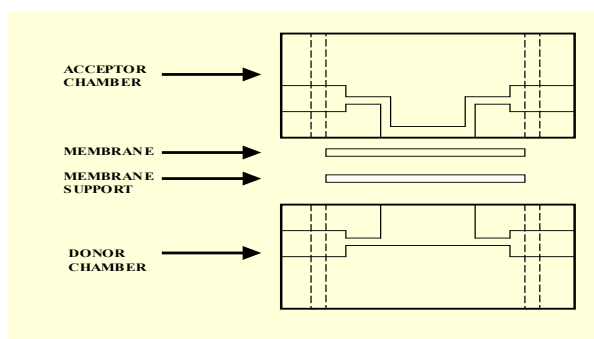 ACCEPTOR
CHAMBER
MEMBRANE
MEMBRANE
SUPPORT
DONOR
CHAMBER